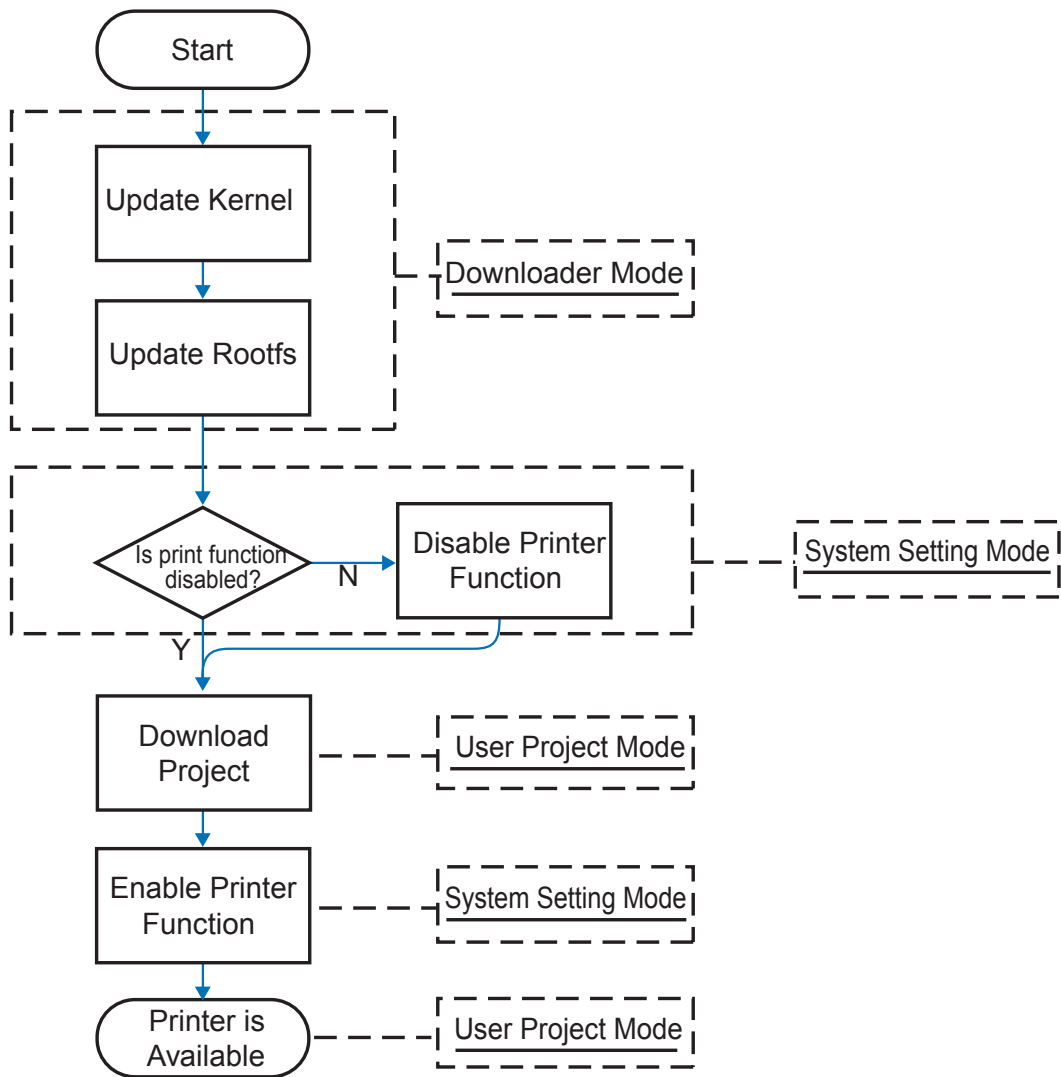 Start
Update Kernel
Downloader Mode
Update Rootfs
Is print function
disabled?
N
Disable Printer
Function
System Setting Mode
Y
Download
Project
User Project Mode
Enable Printer
Function
System Setting Mode
Printer is
Available
User Project Mode